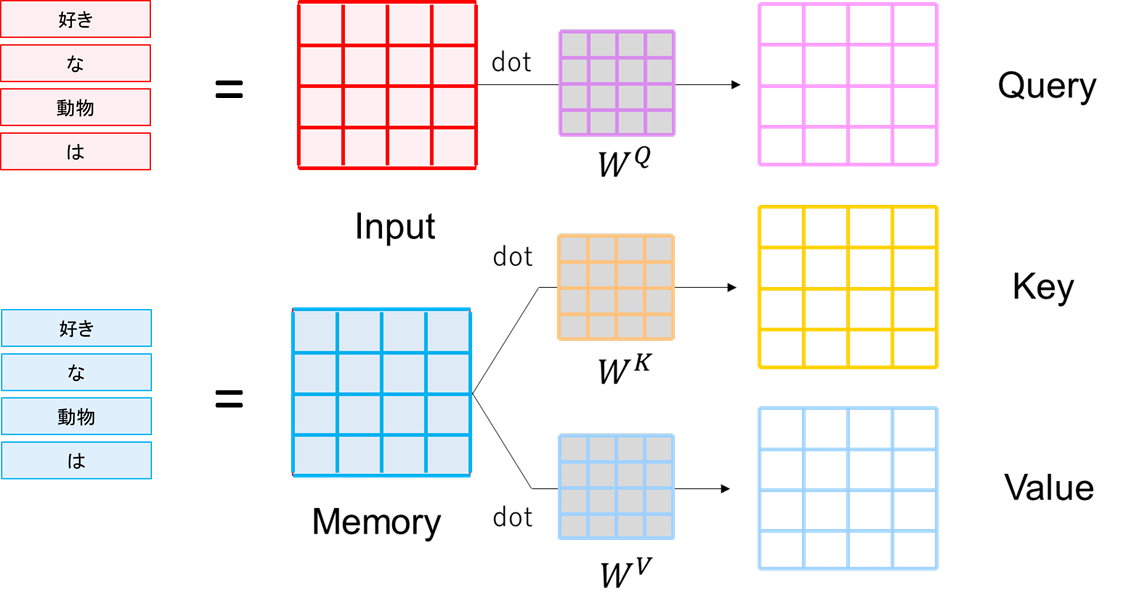 好き
な
動物
は
=
Input
dot
W^Q
Query
好き
な
動物
は
=
Memory
dot
W^K
Key
dot
W^V
Value